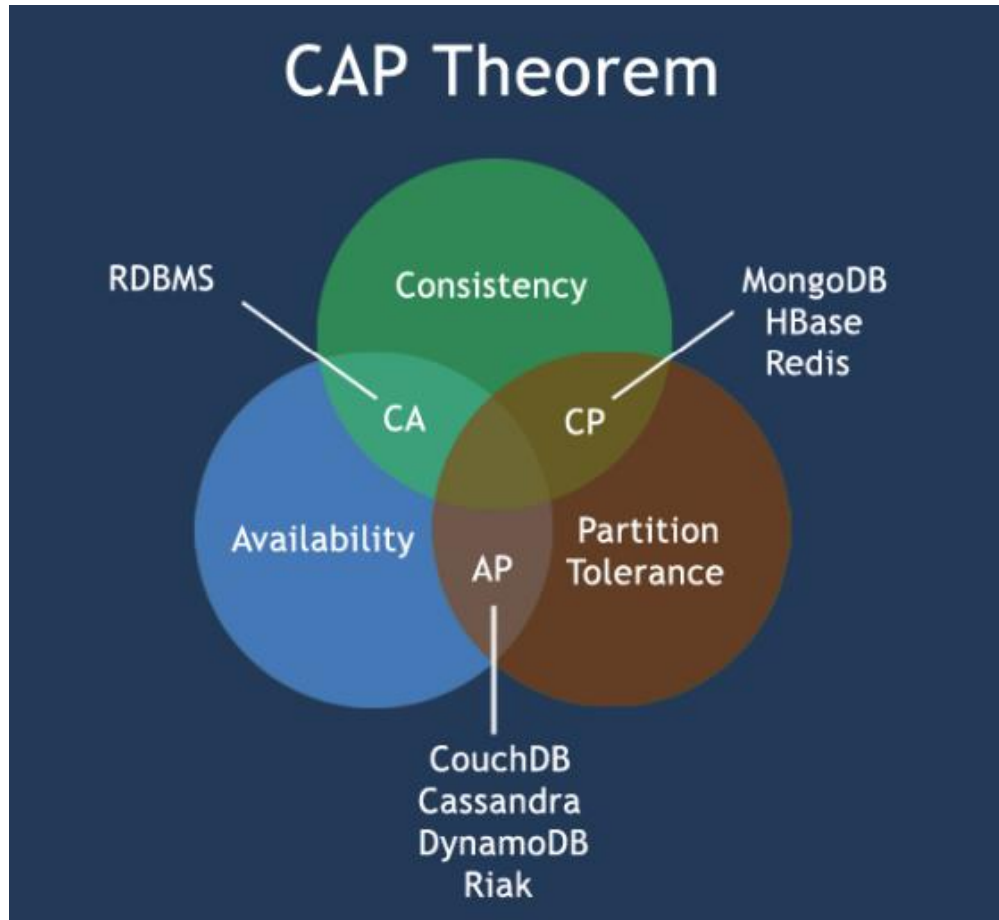 CAP Theorem
RDBMS
Consistency
MongoDB
HBase
Redis
CA
CP
Availability
Partition
Tolerance
AP
CouchDB
Cassandra
DynamoDB
Riak